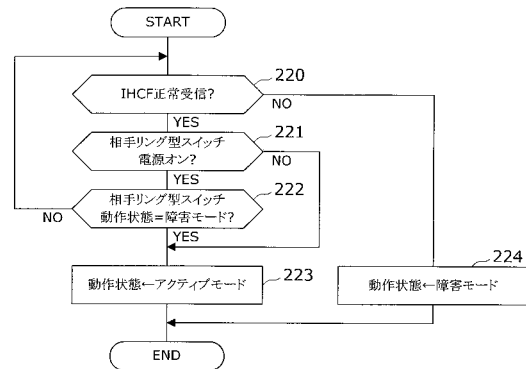 START
220
IHCF正常受信?
NO
YES
221
相手リング型スイッチ
電源オン?
NO
YES
222
相手リング型スイッチ
動作状態=障害モード?
NO
YES
動作状態←アクティブモード
223
224
動作状態←障害モード
END